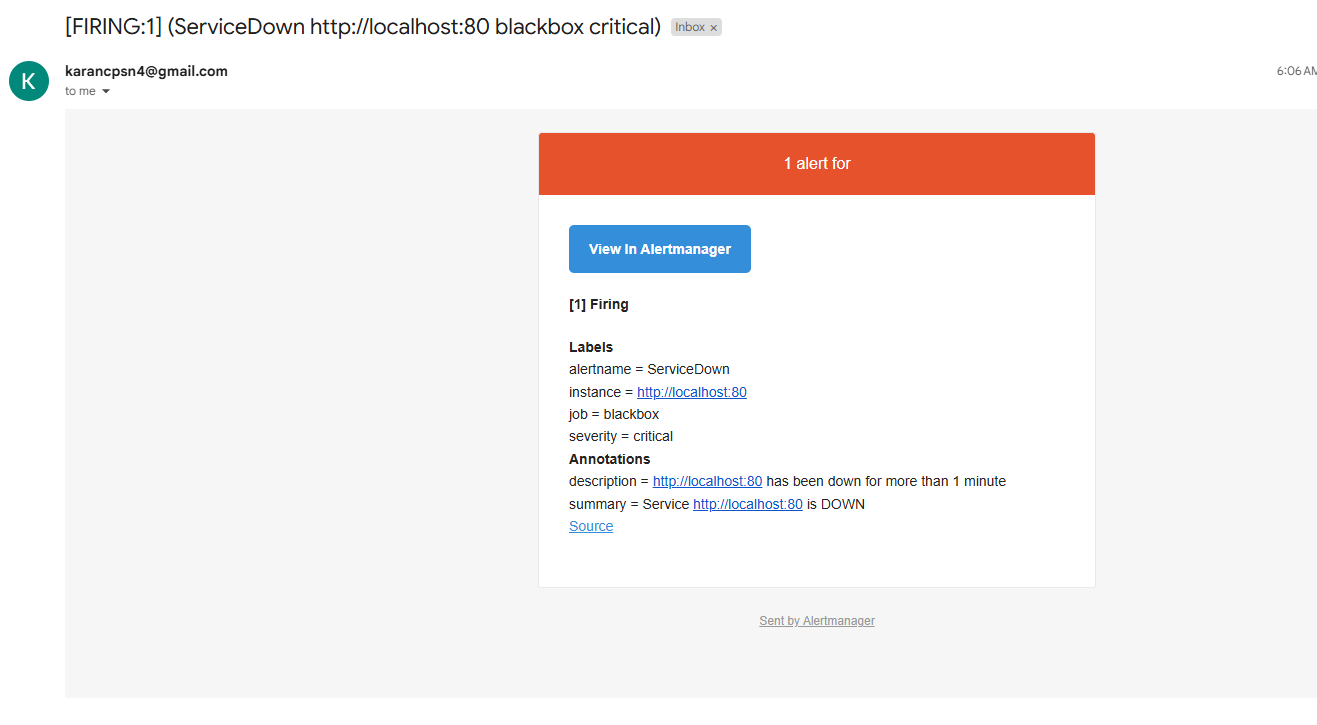 [FIRING:1] (ServiceDown http://localhost:80 blackbox critical) Inbox ×
karancpsn4@gmail.com
6:06 AM
to me
K
1 alert for
View In Alertmanager
[1] Firing
Labels
alertname = ServiceDown
instance = http://localhost:80
job = blackbox
severity = critical
Annotations
description = http://localhost:80 has been down for more than 1 minute
summary = Service http://localhost:80 is DOWN
Source
Sent by Alertmanager